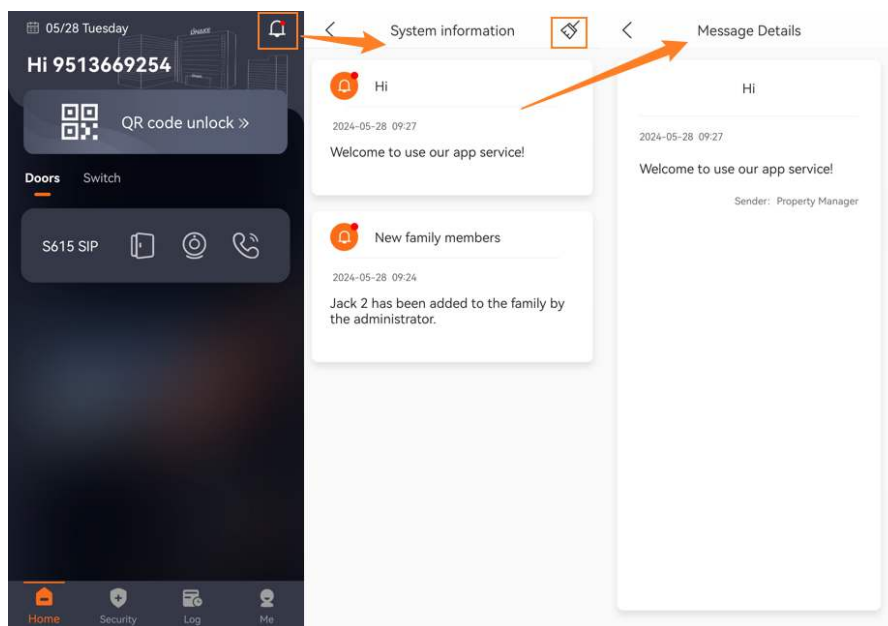 05/28 Tuesday
Hi 9513669254
QR code unlock »
Doors Switch
S615 SIP
Home Security Log Me
System information
Hi
2024-05-28 09:27
Welcome to use our app service!
New family members
2024-05-28 09:24
Jack 2 has been added to the family by
the administrator.
Message Details
Hi
2024-05-28 09:27
Welcome to use our app service!
Sender: Property Manager